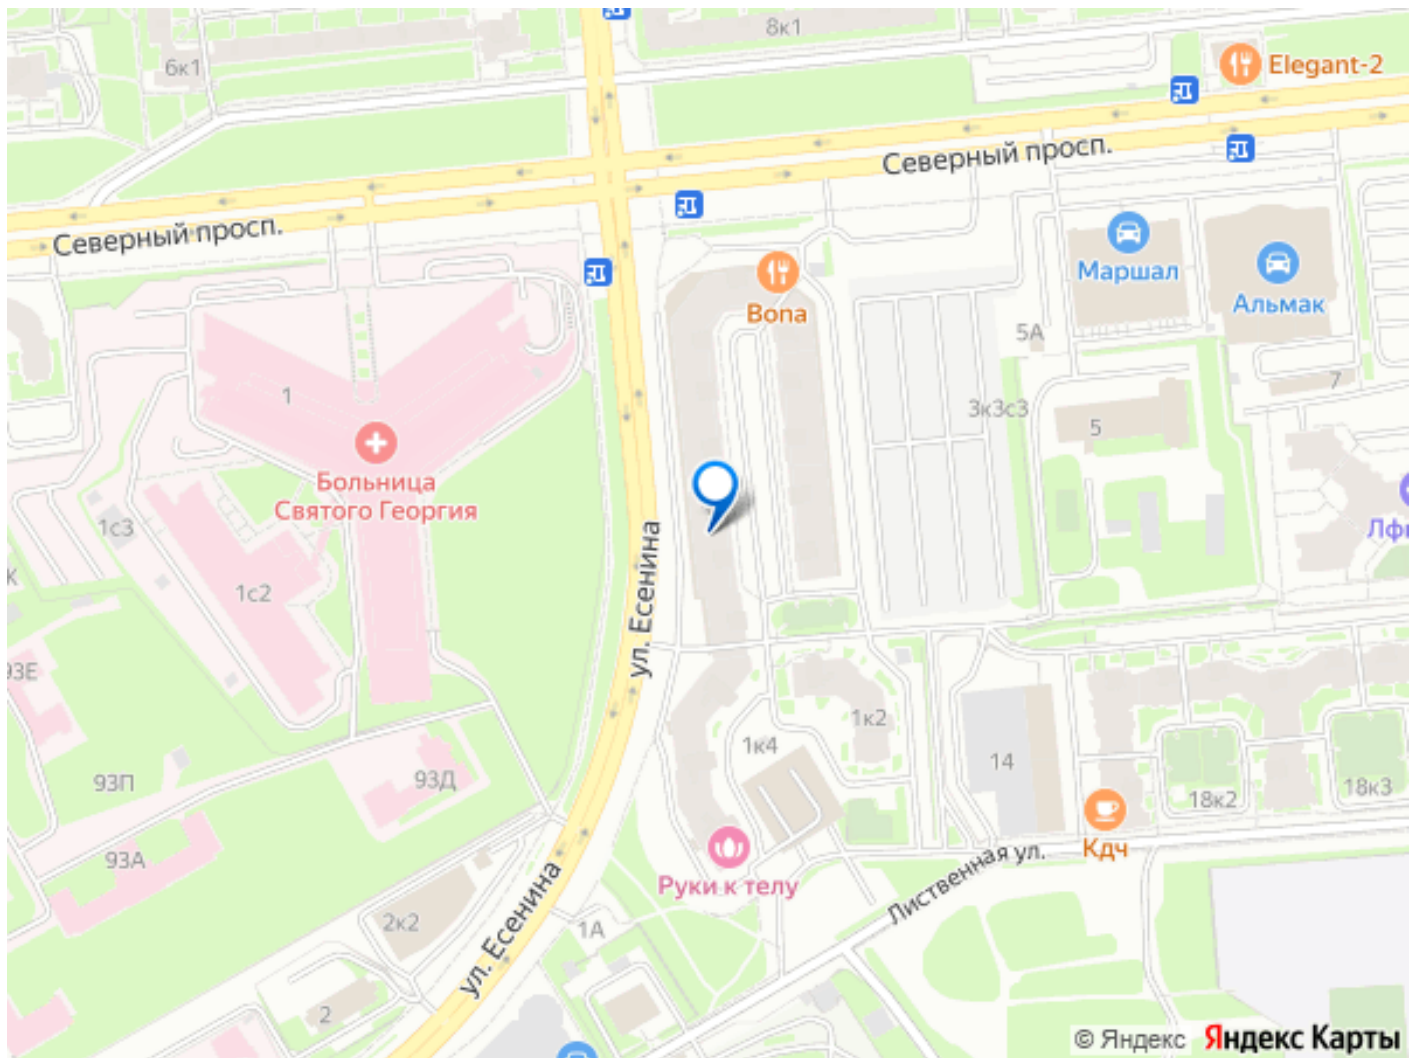 8к1
6к1
Elegant-2
Северный просп.
Северный просп.
Bona
Маршал
Альмак
5А
7
1
3к3с3
5
Больница
Святого Георгия
1с3
1с2
ул. Есенина
Лф
К
93Е
1к2
1к4
14
93П
93Д
18к2
18к3
93А
Кдч
Руки к телу
Лиственная ул.
2к2
1А
ул. Есенина
2
© Яндекс Яндекс Карты